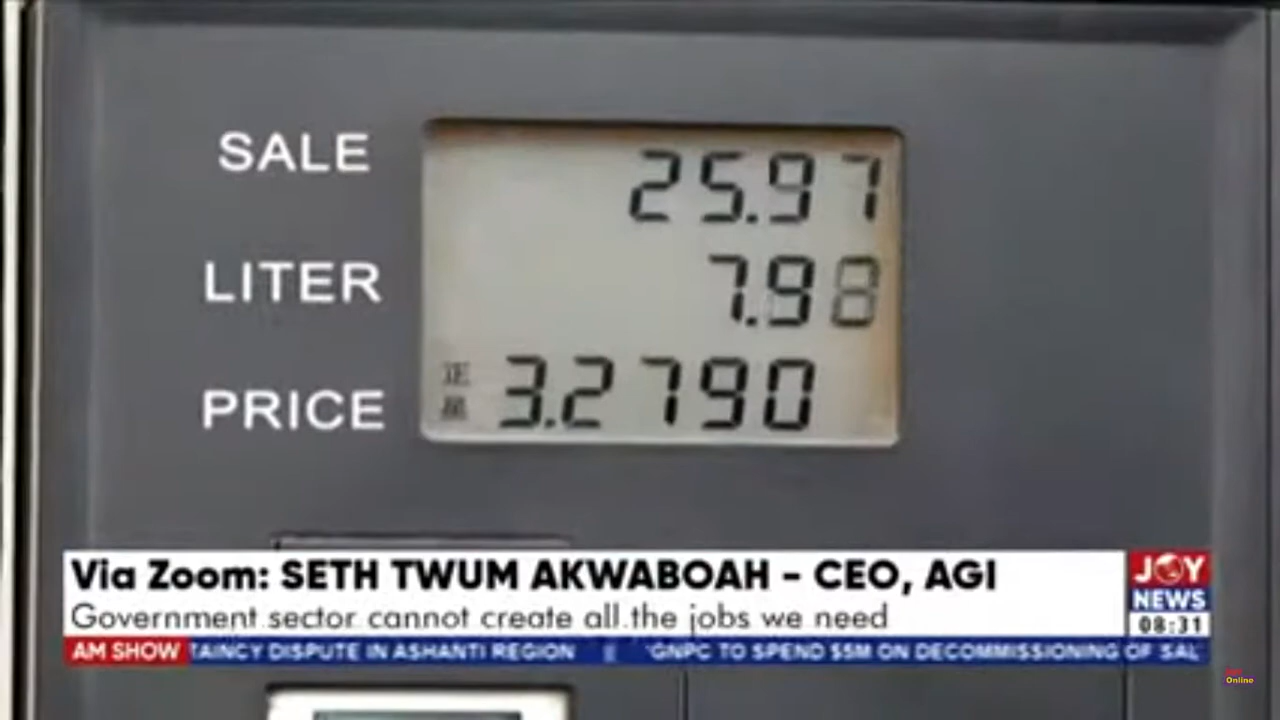 SALE 25.97
LITER 7.98
PRICE 3.2790
Via Zoom: SETH TWUM AKWABOAH - CEO, AGI
Government sector cannot create all the jobs we need
JOY
NEWS
08:31
AM SHOW TAINCY DISPUTE IN ASHANTI REGION 'GNPC TO SPEND $5M ON DECOMMISSIONING OF SAL
Online